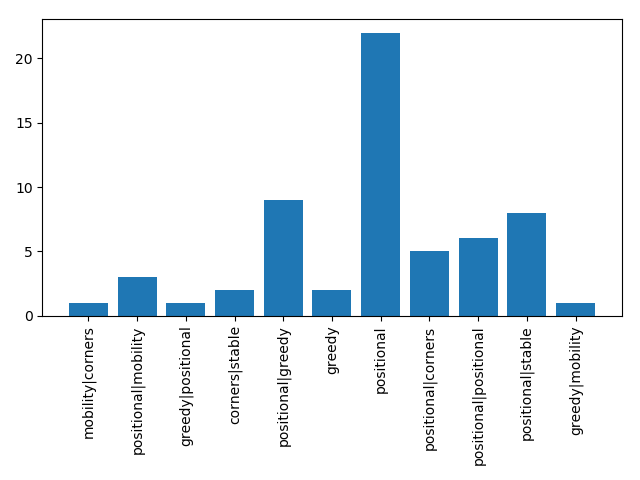 20
15
10
5
0
mobility|corners
positional|mobility
greedy|positional
corners|stable
positional|greedy
greedy
positional
positional|corners
positional|positional
positional|stable
greedy|mobility